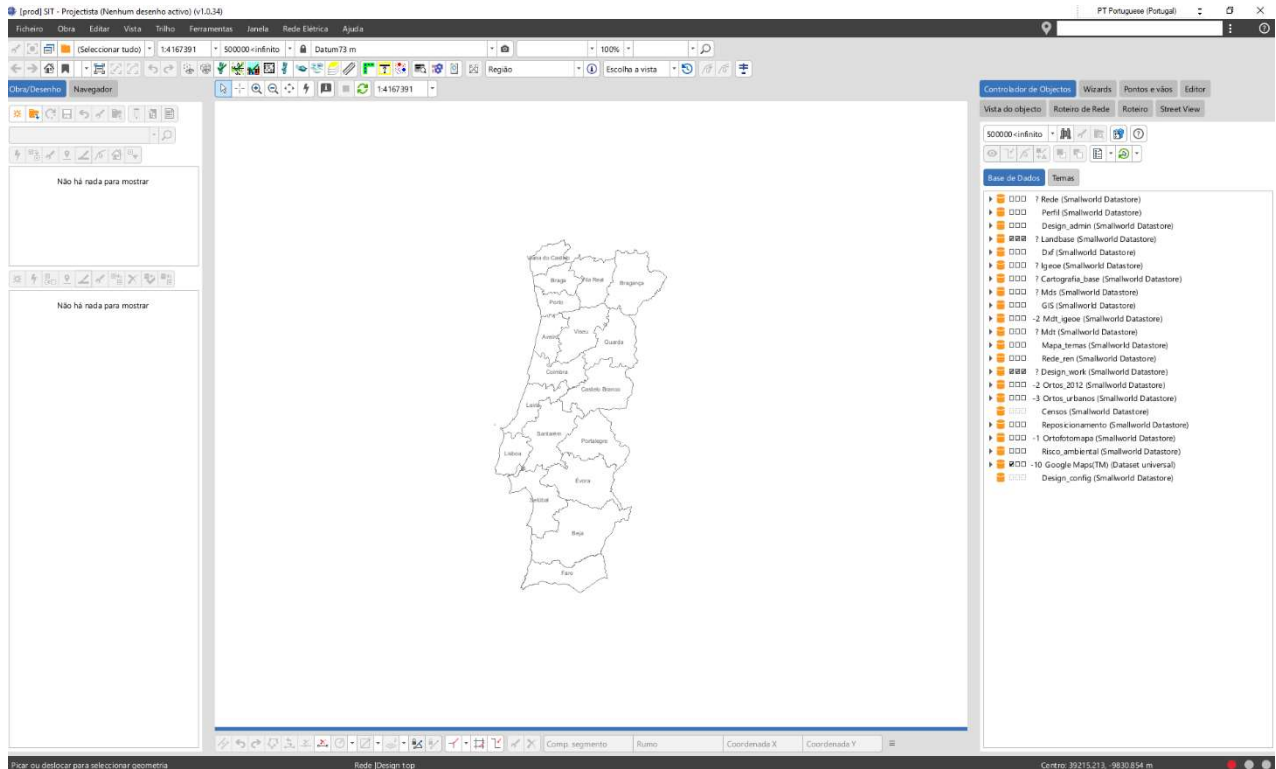 [prod] SIT - Projectista (Nenhum desenho activo) (v1.0.34)
PT Portuguese (Portugal)
Ficheiro Obra Editar Vista Trilho Ferramentas Janela Rede Elétrica Ajuda
(Seleccionar tudo) 1:4167391 500000<infinito Datum73 m 100%
Região Escolha a vista
Obra/Desenho Navegador
1:4167391
Não há nada para mostrar
Não há nada para mostrar
Viana do Castelo
Braga
Vila Real
Bragança
Porto
Aveiro
Viseu
Guarda
Coimbra
Castelo Branco
Leiria
Santarém
Portalegre
Lisboa
Évora
Setúbal
Beja
Faro
Controlador de Objectos Wizards Pontos e vãos Editor
Vista do objecto Roteiro de Rede Roteiro Street View
500000<infinito
Base de Dados Temas
? Rede (Smallworld Datastore)
Perfil (Smallworld Datastore)
Design_admin (Smallworld Datastore)
? Landbase (Smallworld Datastore)
Dxf (Smallworld Datastore)
? Igeoe (Smallworld Datastore)
? Cartografia_base (Smallworld Datastore)
? Mds (Smallworld Datastore)
GIS (Smallworld Datastore)
-2 Mdt_igeoe (Smallworld Datastore)
? Mdt (Smallworld Datastore)
Mapa_temas (Smallworld Datastore)
Rede_ren (Smallworld Datastore)
? Design_work (Smallworld Datastore)
-2 Ortos_2012 (Smallworld Datastore)
-3 Ortos_urbanos (Smallworld Datastore)
Censos (Smallworld Datastore)
Reposicionamento (Smallworld Datastore)
-1 Ortofotomapa (Smallworld Datastore)
Risco_ambiental (Smallworld Datastore)
-10 Google Maps(TM) (Dataset universal)
Design_config (Smallworld Datastore)
Comp. segmento Rumo Coordenada X Coordenada Y
Picar ou deslocar para seleccionar geometria
Rede |Design top
Centro: 39215.213, -9830.854 m